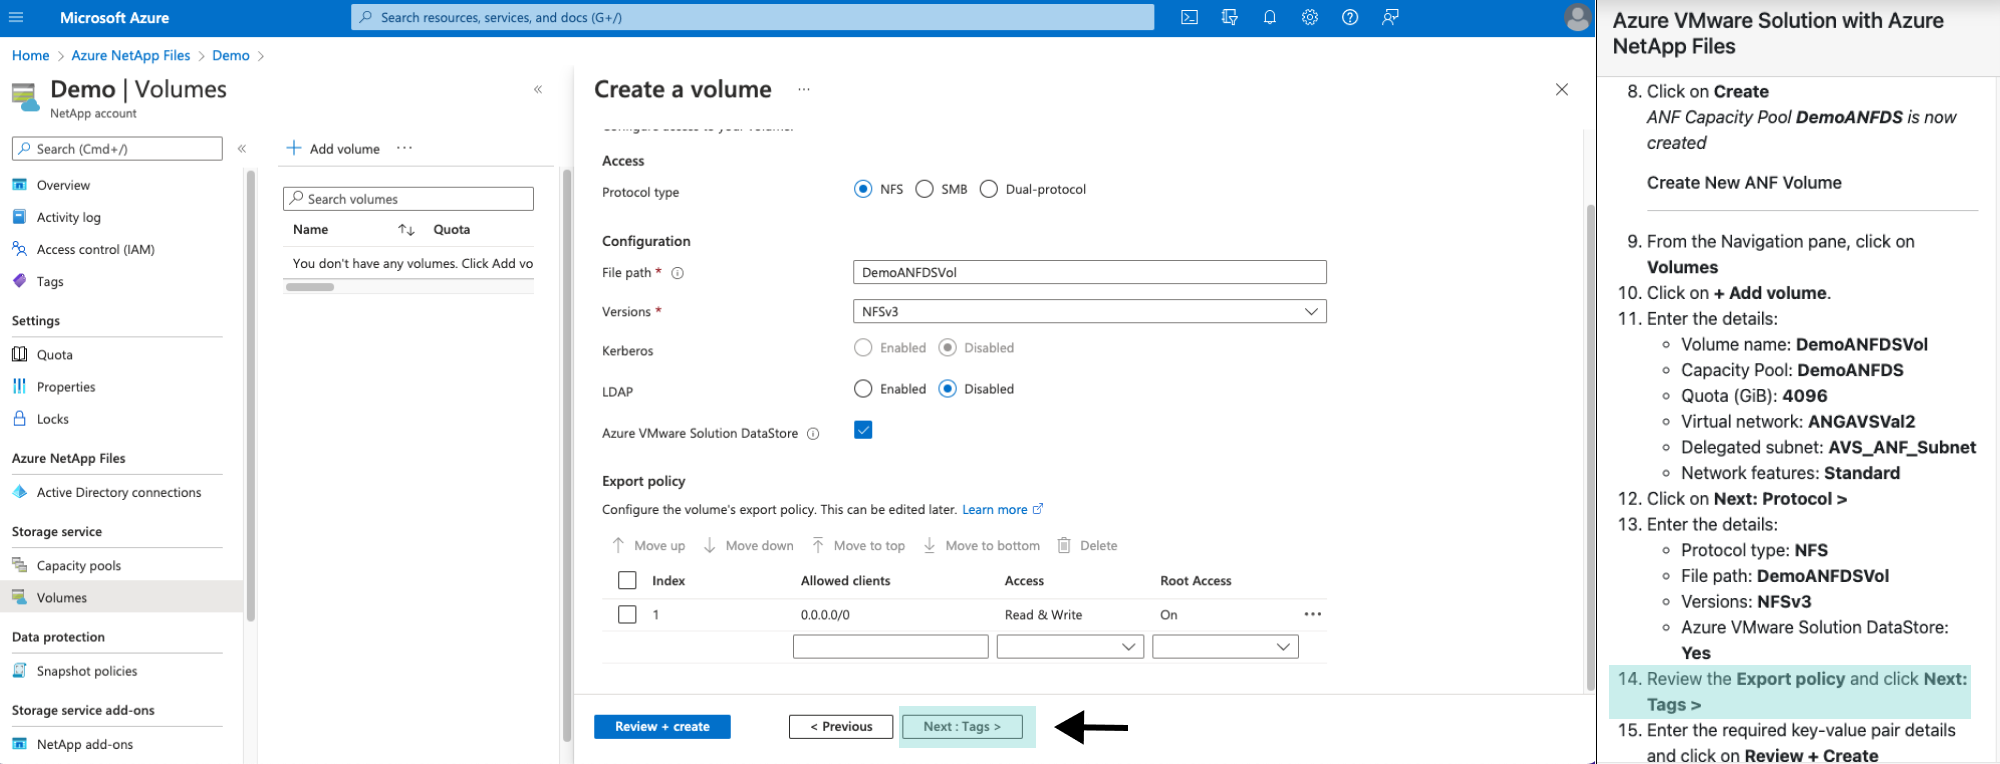 Microsoft Azure
Search resources, services, and docs (G+/)
Home > Azure NetApp Files > Demo >
Demo | Volumes
NetApp account
Search (Cmd+/)
Overview
Activity log
Access control (IAM)
Tags
Settings
Quota
Properties
Locks
Azure NetApp Files
Active Directory connections
Storage service
Capacity pools
Volumes
Data protection
Snapshot policies
Storage service add-ons
NetApp add-ons
Add volume
Search volumes
Name Quota
You don't have any volumes. Click Add vo
Create a volume
Configure access to your volume.
Access
Protocol type NFS SMB Dual-protocol
Configuration
File path * DemoANFDSVol
Versions * NFSv3
Kerberos Enabled Disabled
LDAP Enabled Disabled
Azure VMware Solution DataStore
Export policy
Configure the volume's export policy. This can be edited later. Learn more
Move up Move down Move to top Move to bottom Delete
Index Allowed clients Access Root Access
1 0.0.0.0/0 Read & Write On
Review + create < Previous Next : Tags >
Azure VMware Solution with Azure
NetApp Files
8. Click on Create
ANF Capacity Pool DemoANFDS is now
created
Create New ANF Volume
9. From the Navigation pane, click on
Volumes
10. Click on + Add volume.
11. Enter the details:
Volume name: DemoANFDSVol
Capacity Pool: DemoANFDS
Quota (GiB): 4096
Virtual network: ANGAVSVal2
Delegated subnet: AVS_ANF_Subnet
Network features: Standard
12. Click on Next: Protocol >
13. Enter the details:
Protocol type: NFS
File path: DemoANFDSVol
Versions: NFSv3
Azure VMware Solution DataStore:
Yes
14. Review the Export policy and click Next:
Tags >
15. Enter the required key-value pair details
and click on Review + Create